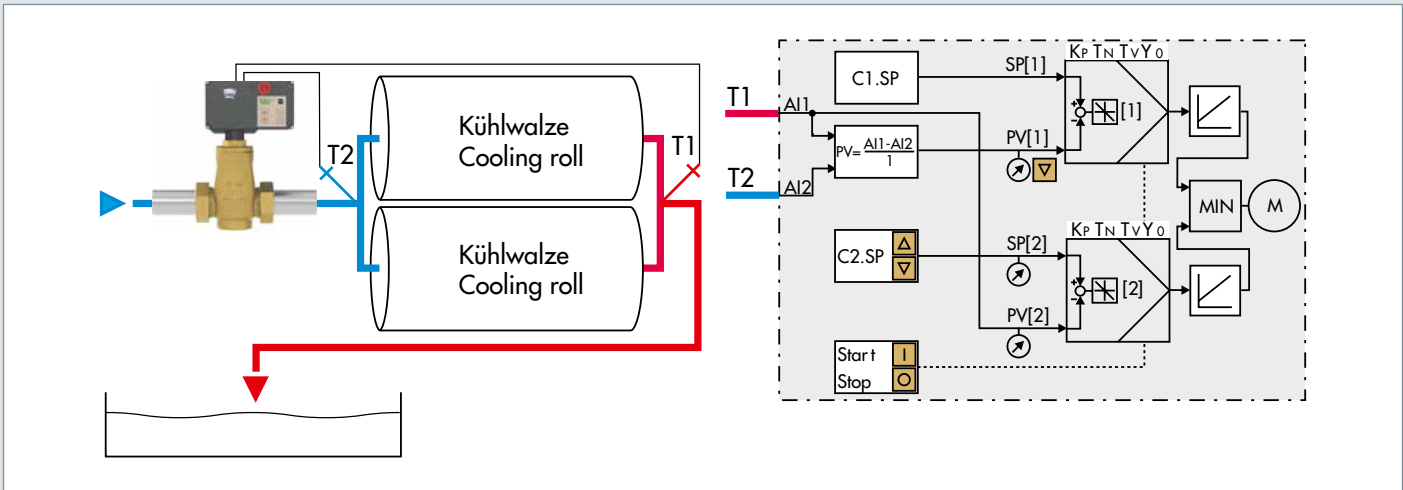 T2
Kühlwalze
Cooling roll
T1
Kühlwalze
Cooling roll
T1
AI1
T2
AI2
C1.SP
PV= AI1-AI2
1
C2.SP
Start
Stop
SP[1]
PV[1]
SP[2]
PV[2]
KP TN TV Y0
[1]
KP TN TV Y0
[2]
MIN
M